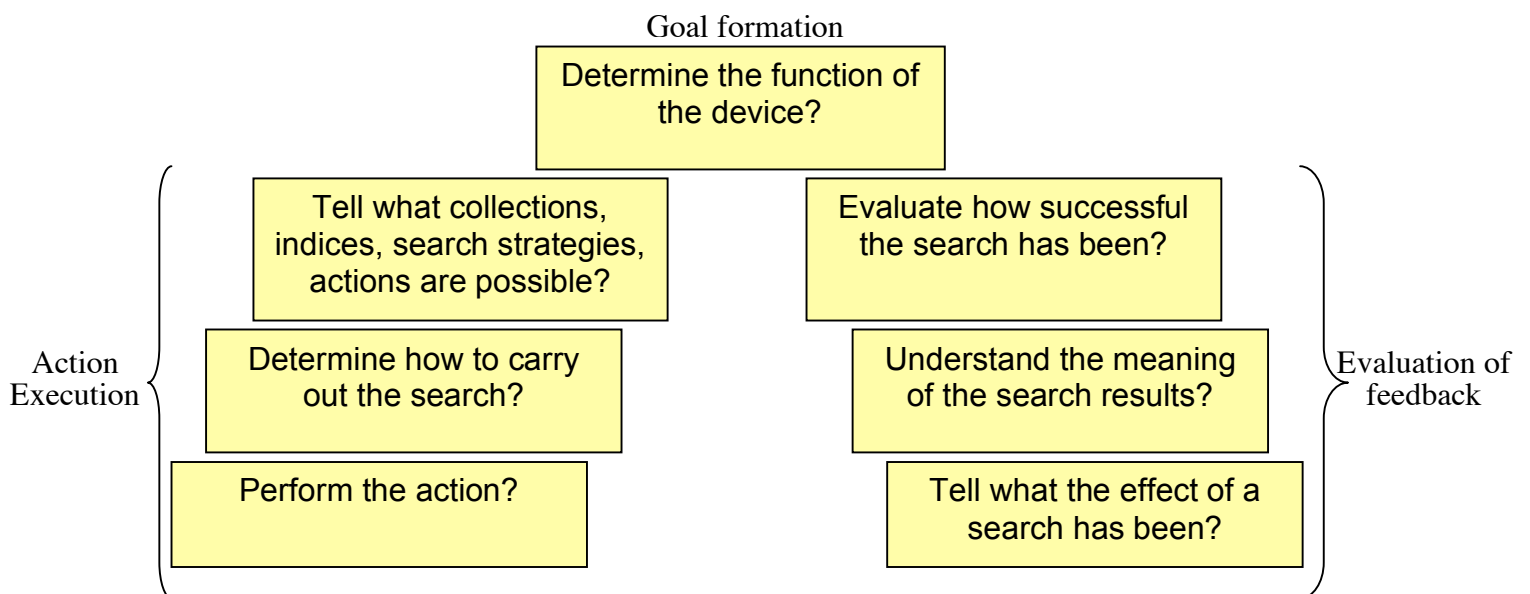 Goal formation
Determine the function of
the device?
Tell what collections,
indices, search strategies,
actions are possible?
Evaluate how successful
the search has been?
Action
Execution
Determine how to carry
out the search?
Understand the meaning
of the search results?
Evaluation of
feedback
Perform the action?
Tell what the effect of a
search has been?